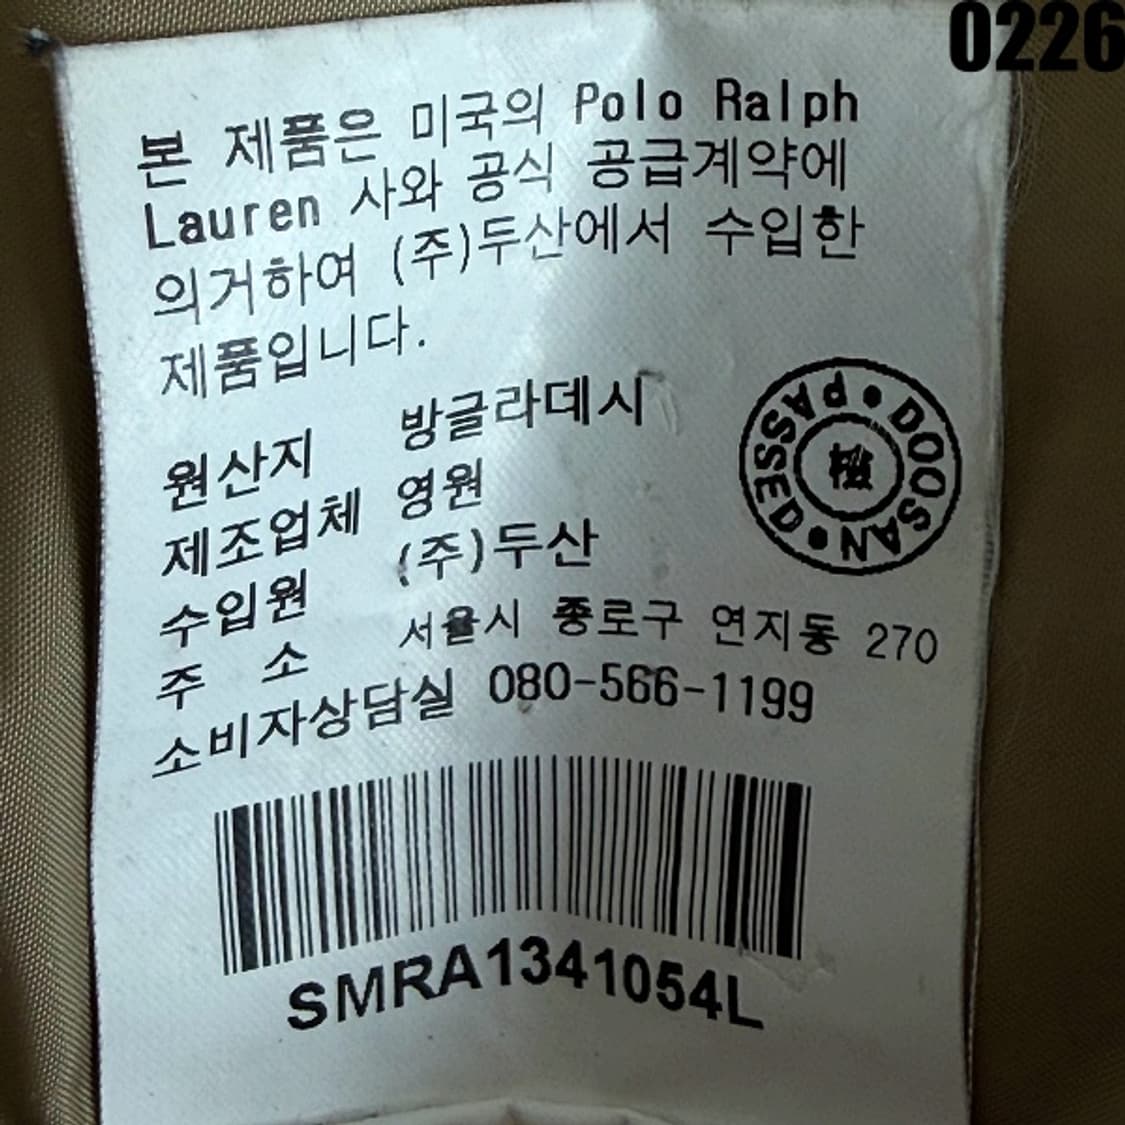 0226
본 제품은 미국의 Polo Ralph
Lauren 사와 공식 공급계약에
의거하여 (주)두산에서 수입한
제품입니다.
원산지 방글라데시
제조업체 영원
수입원 (주)두산
주 소 서울시 종로구 연지동 270
소비자상담실 080-566-1199
DOOSAN • PASSED •
SMRA1341054L